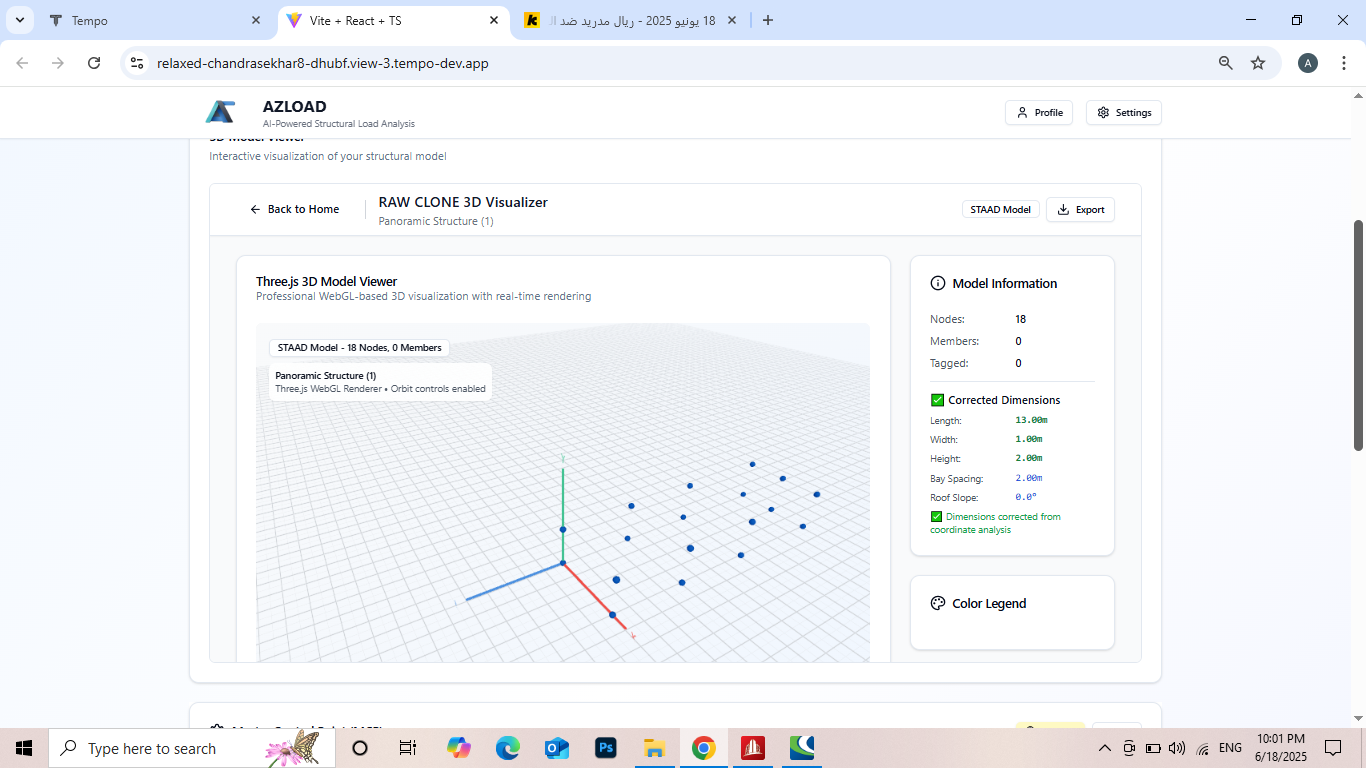 Tempo
Vite + React + TS
18 يونيو 2025 - ريال مدريد ضد
relaxed-chandrasekhar8-dhubf.view-3.tempo-dev.app
A
AZLOAD
AI-Powered Structural Load Analysis
Profile
Settings
3D Model Viewer
Interactive visualization of your structural model
Back to Home
RAW CLONE 3D Visualizer
Panoramic Structure (1)
STAAD Model
Export
Three.js 3D Model Viewer
Professional WebGL-based 3D visualization with real-time rendering
STAAD Model - 18 Nodes, 0 Members
Panoramic Structure (1)
Three.js WebGL Renderer • Orbit controls enabled
Y
X
Model Information
Nodes: 18
Members: 0
Tagged: 0
✅ Corrected Dimensions
Length: 13.00m
Width: 1.00m
Height: 2.00m
Bay Spacing: 2.00m
Roof Slope: 0.0°
✅ Dimensions corrected from
coordinate analysis
Color Legend
Type here to search
Ps
ENG
10:01 PM
6/18/2025